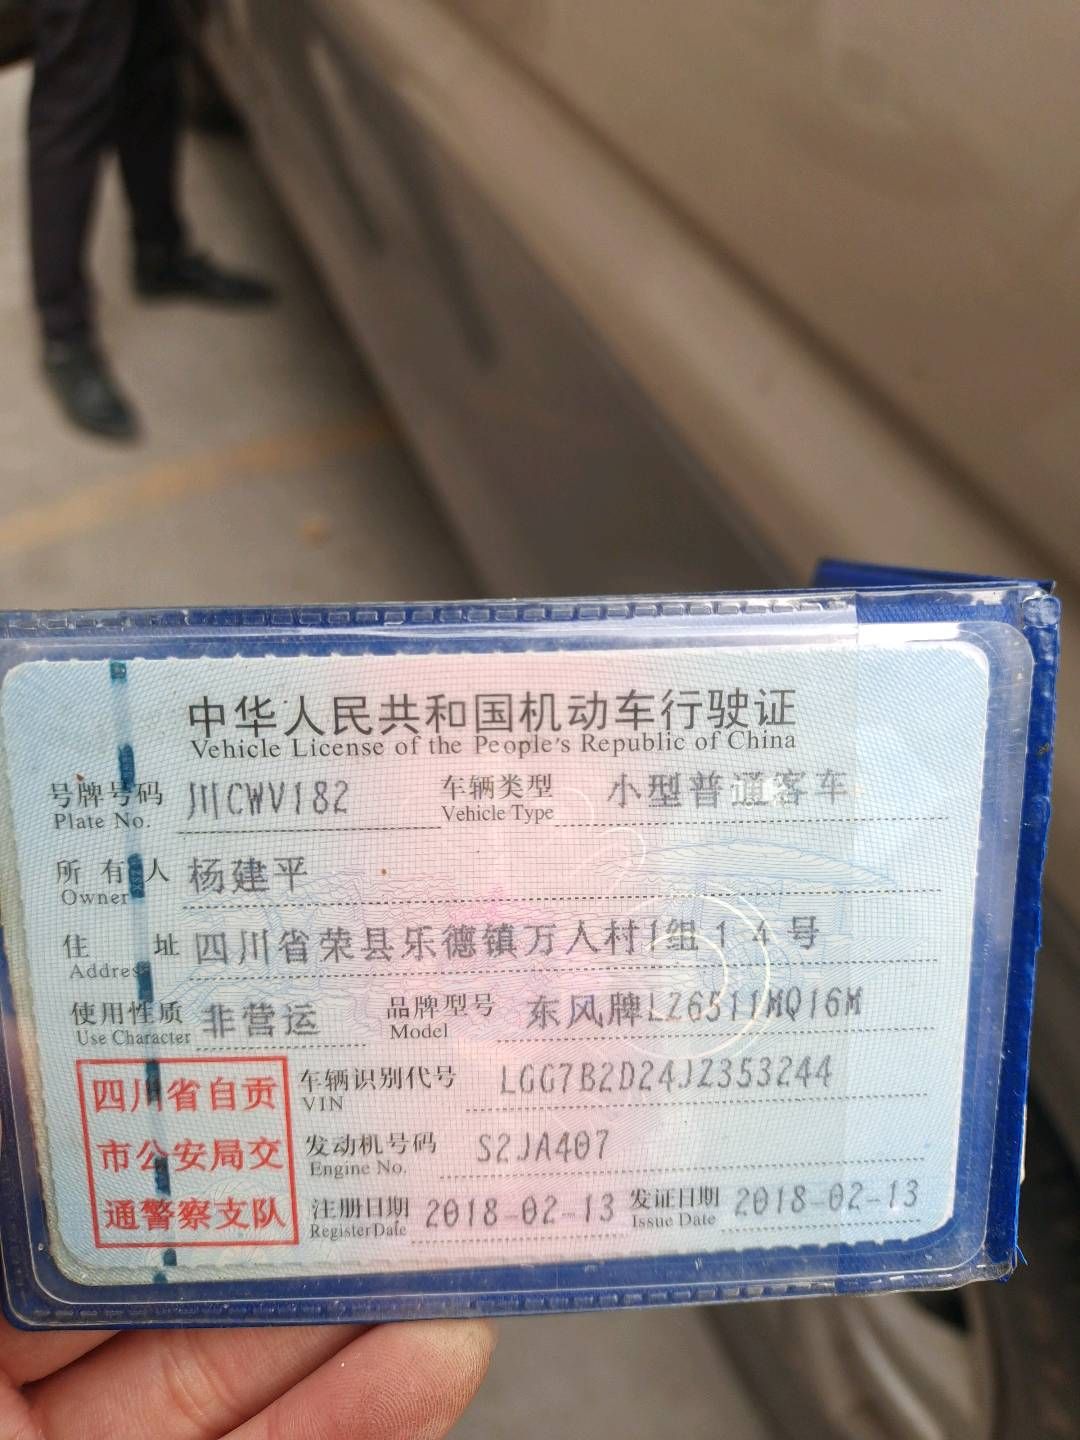 中华人民共和国机动车行驶证
Vehicle License of the People's Republic of China
号牌号码 川CWV182 车辆类型 小型普通客车
Plate No. Vehicle Type
所有人 杨建平
Owner
住址 四川省荣县乐德镇万人村1组14号
Address
使用性质 非营运 品牌型号 东风牌LZ6511MQ16M
Use Character Model
四川省自贡
市公安局交
通警察支队
车辆识别代号 LGG7B2D24JZ353244
VIN
发动机号码 S2JA407
Engine No.
注册日期 2018-02-13 发证日期 2018-02-13
Register Date Issue Date